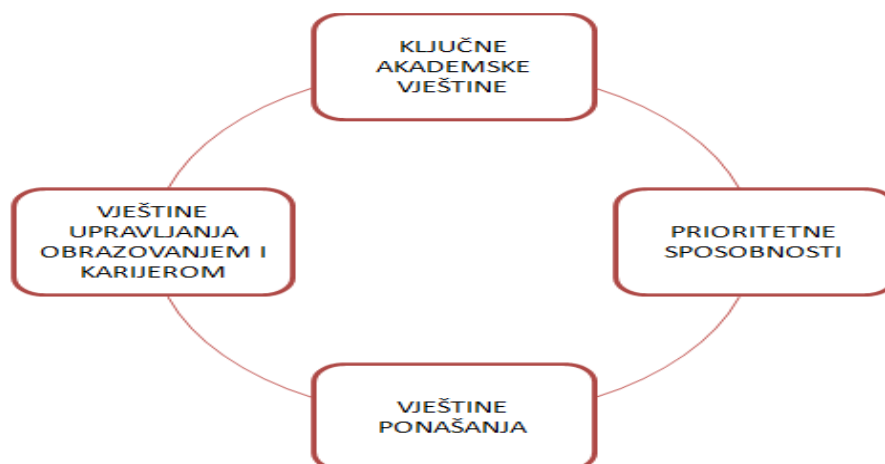 KLJUČNE
AKADEMSKE
VJEŠTINE
VJEŠTINE
UPRAVLJANJA
OBRAZOVANJEM I
KARIJEROM
PRIORITETNE
SPOSOBNOSTI
VJEŠTINE
PONAŠANJA